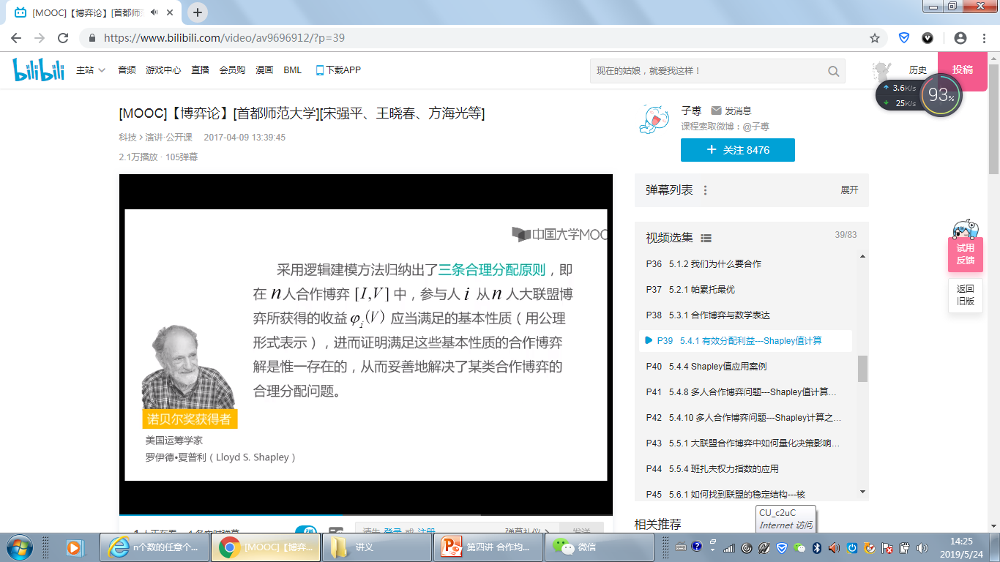 [MOOC]【博弈论】[首都师
https://www.bilibili.com/video/av9696912/?p=39
bilibili 主站 音频 游戏中心 直播 会员购 漫画 BML 下载APP
现在的姑娘，就爱我这样！
历史 投稿
3.6K/s
25K/s
93%
[MOOC]【博弈论】[首都师范大学][宋强平、王晓春、方海光等]
科技 > 演讲·公开课 2017-04-09 13:39:45
2.1万播放 · 105弹幕
子尃 发消息
课程索取微博：@子尃
+ 关注 8476
中国大学MOOC
采用逻辑建模方法归纳出了三条合理分配原则，即
在 n人合作博弈 [I,V] 中，参与人 i 从 n 人大联盟博
弈所获得的收益 φi(V) 应当满足的基本性质（用公理
形式表示），进而证明满足这些基本性质的合作博弈
解是惟一存在的，从而妥善地解决了某类合作博弈的
合理分配问题。
诺贝尔奖获得者
美国运筹学家
罗伊德•夏普利（Lloyd S. Shapley）
弹幕列表 展开
视频选集 39/83
P36 5.1.2 我们为什么要合作
P37 5.2.1 帕累托最优
P38 5.3.1 合作博弈与数学表达
P39 5.4.1 有效分配利益---Shapley值计算
P40 5.4.4 Shapley值应用案例
P41 5.4.8 多人合作博弈问题---Shapley值计算...
P42 5.4.10 多人合作博弈问题---Shapley计算之...
P43 5.5.1 大联盟合作博弈中如何量化决策影响...
P44 5.5.4 班扎夫权力指数的应用
P45 5.6.1 如何找到联盟的稳定结构---核
相关推荐
试用
反馈
返回
旧版
1 人正在看 1 条实时弹幕
弹
请先 登录 或 注册 弹幕礼仪 > 发送
CU_c2uC
Internet 访问
n个数的任意个...
[MOOC]【博弈...
讲义
第四讲 合作均...
微信
14:25
2019/5/24